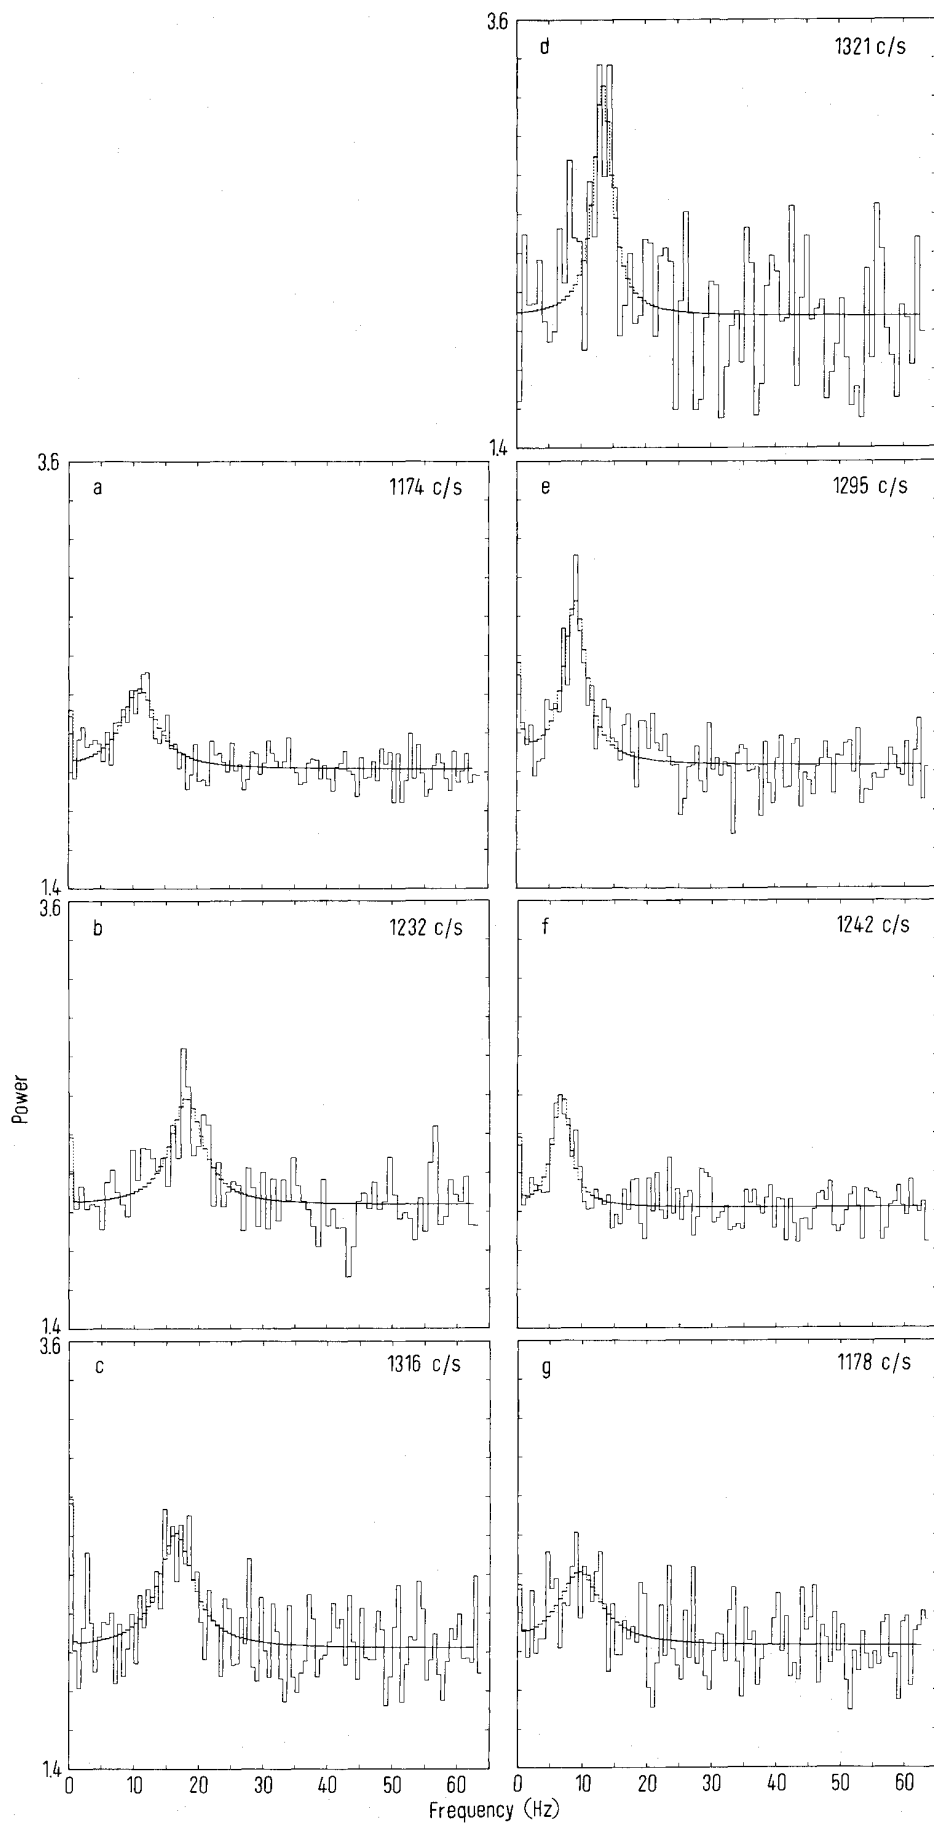 3.6
d 1321 c/s
1.4
3.6
a 1174 c/s
e 1295 c/s
1.4
3.6
b 1232 c/s
f 1242 c/s
Power
1.4
3.6
c 1316 c/s
g 1178 c/s
1.4
0 10 20 30 40 50 60
0 10 20 30 40 50 60
Frequency (Hz)